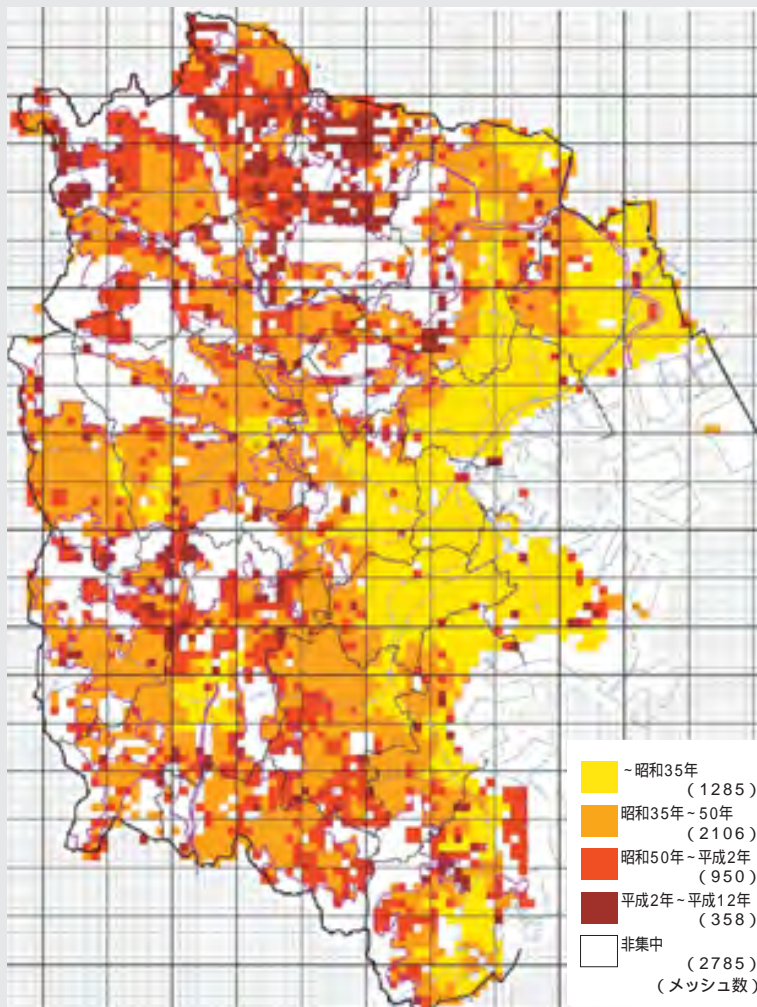 ~昭和35年
(1285)
昭和35年~50年
(2106)
昭和50年~平成2年
(950)
平成2年~平成12年
(358)
非集中
(2785)
(メッシュ数)